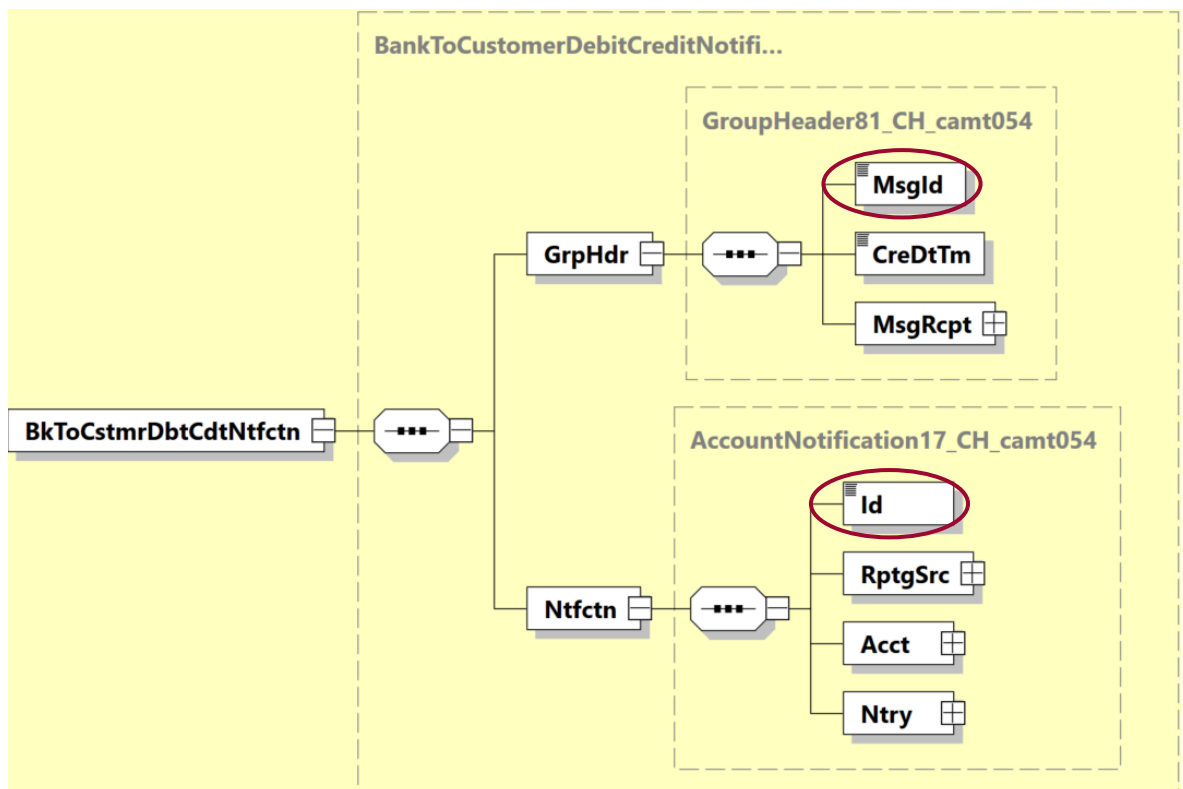 BankToCustomerDebitCreditNotifi...
GroupHeader81_CH_camt054
MsgId
GrpHdr
CreDtTm
MsgRcpt
BkToCstmrDbtCdtNtfctn
AccountNotification17_CH_camt054
Id
RptgSrc
Ntfctn
Acct
Ntry